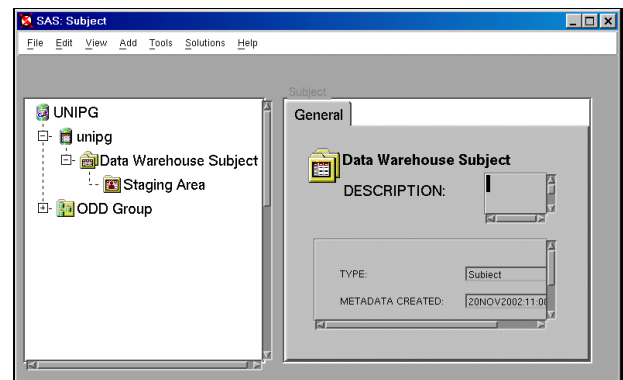 SAS: Subject
File Edit View Add Tools Solutions Help
UNIPG
unipg
Data Warehouse Subject
Staging Area
ODD Group
Subject
General
Data Warehouse Subject
DESCRIPTION:
TYPE: Subject
METADATA CREATED: 20NOV2002:11: